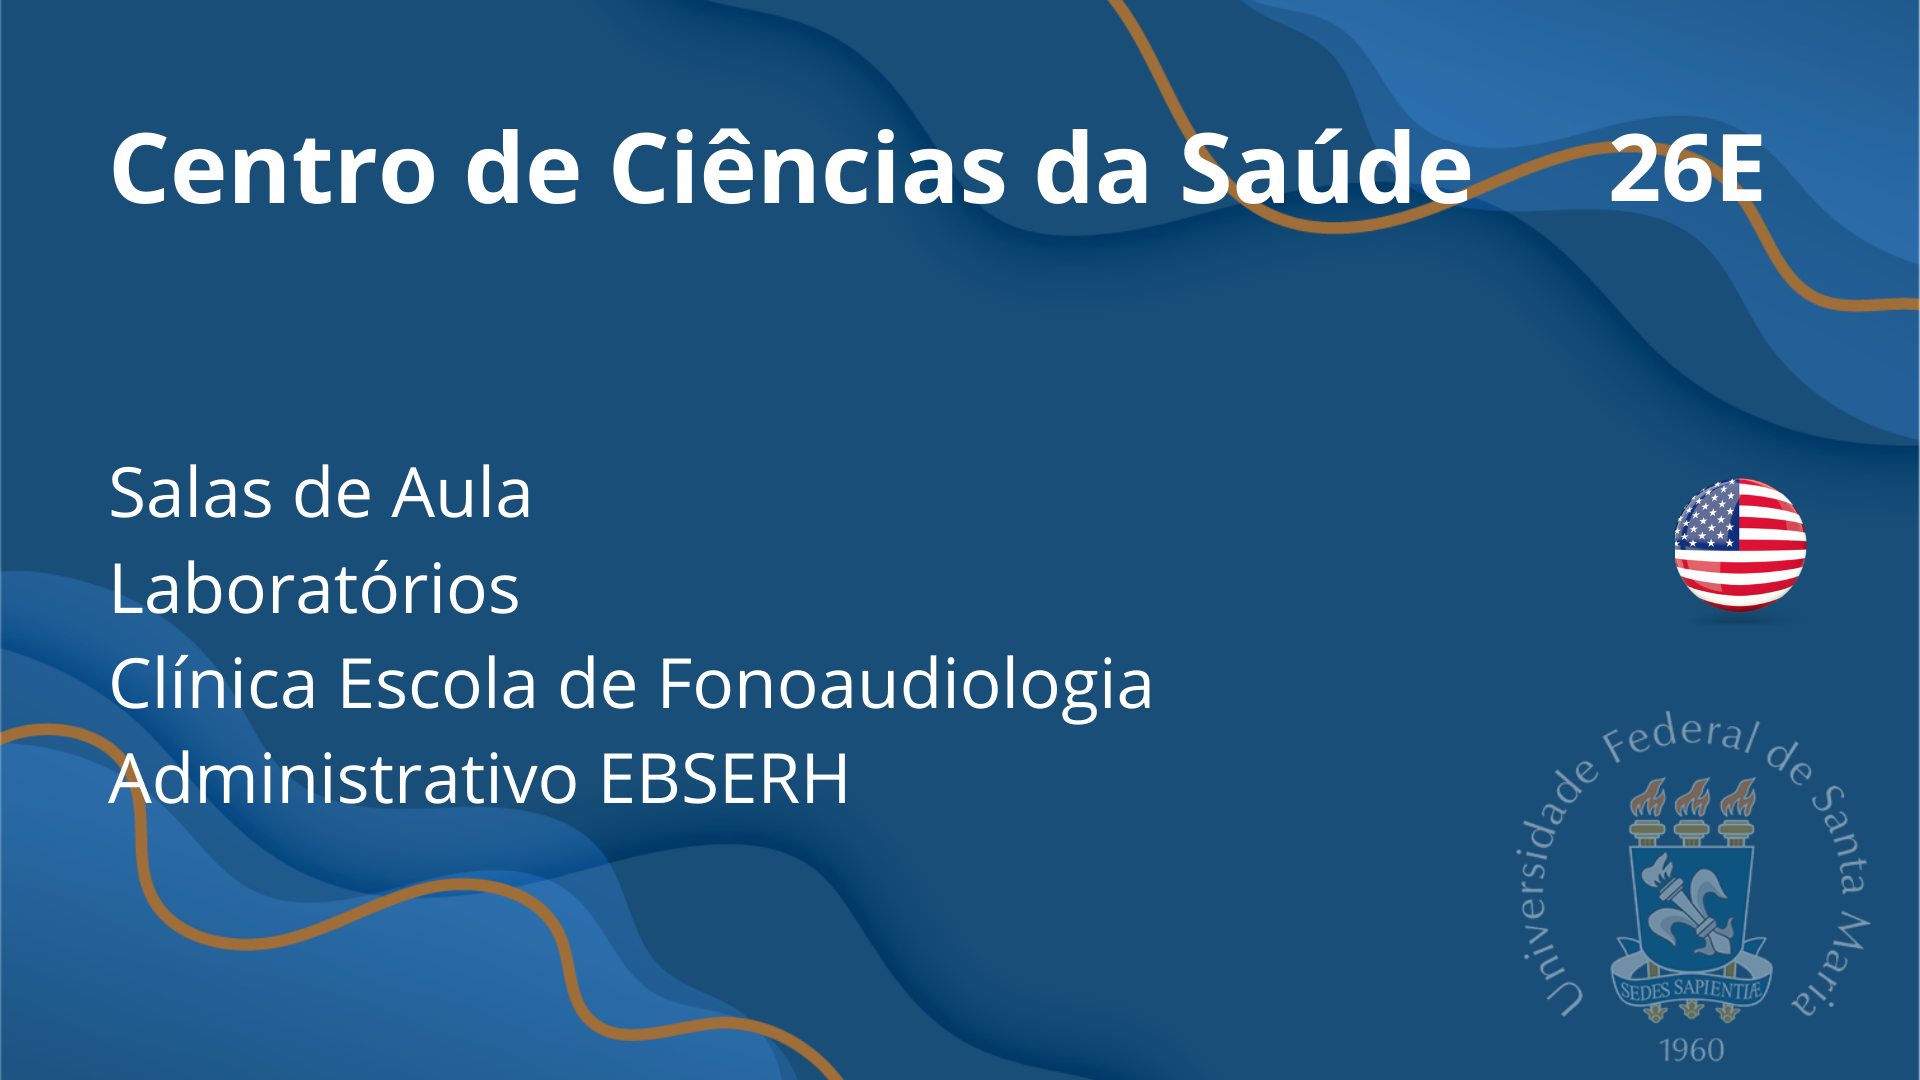 Centro de Ciências da Saúde 26E
Salas de Aula
Laboratórios
Clínica Escola de Fonoaudiologia
Administrativo EBSERH
Universidade Federal de Santa Maria
SEDES SAPIENTIÆ
1960